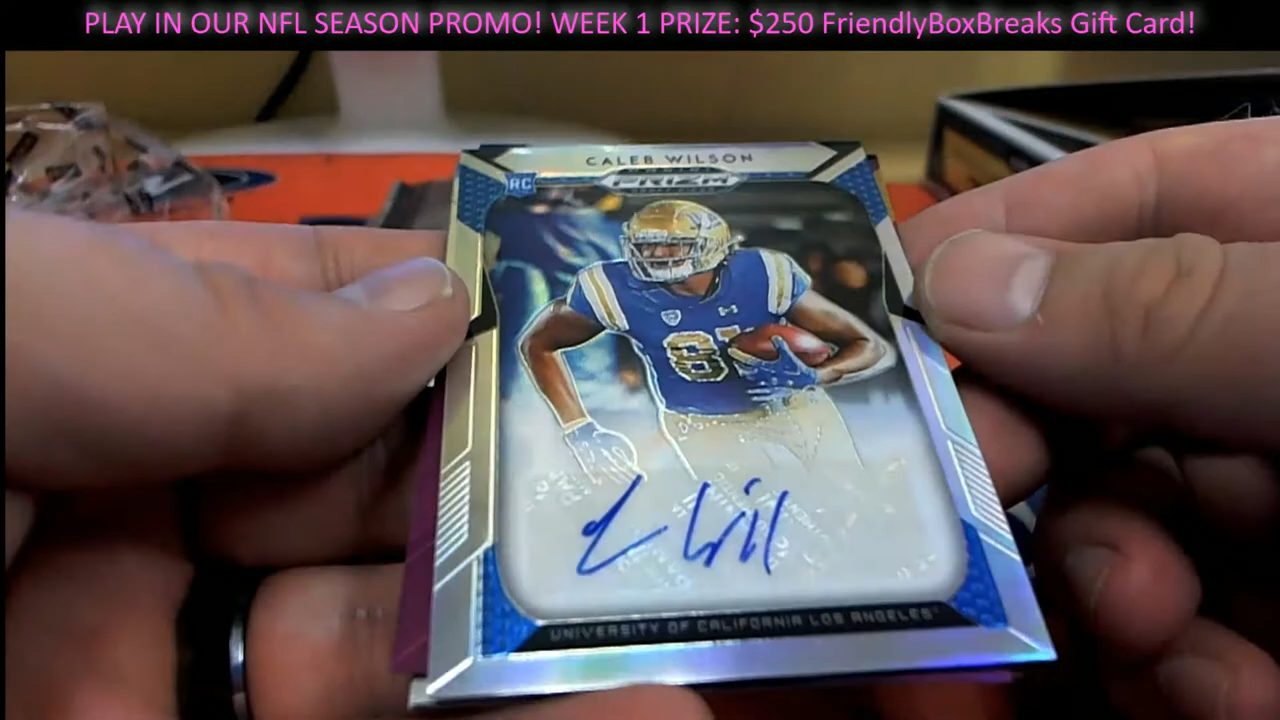 PLAY IN OUR NFL SEASON PROMO! WEEK 1 PRIZE: $250 FriendlyBoxBreaks Gift Card!
CALEB WILSON
RC
PRIZM
UNIVERSITY OF CALIFORNIA LOS ANGELES